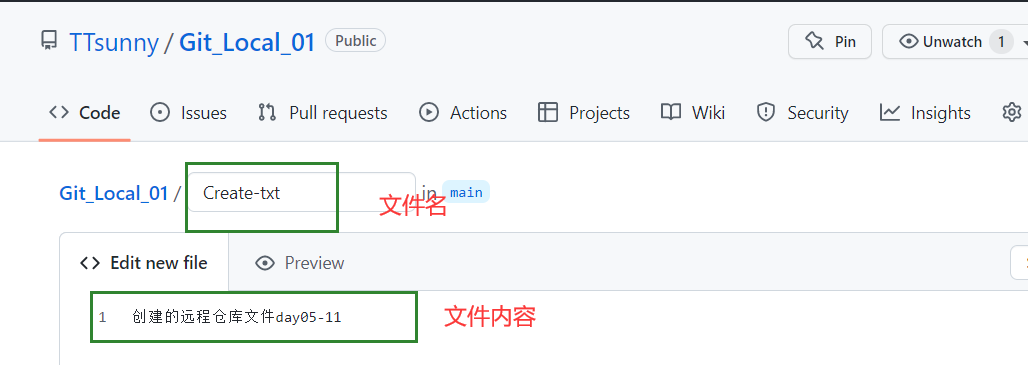 TTsunny / Git_Local_01 Public Pin Unwatch 1
Code Issues Pull requests Actions Projects Wiki Security Insights
Git_Local_01 / Create-txt in main 文件名
Edit new file Preview
1 创建的远程仓库文件day05-11 文件内容